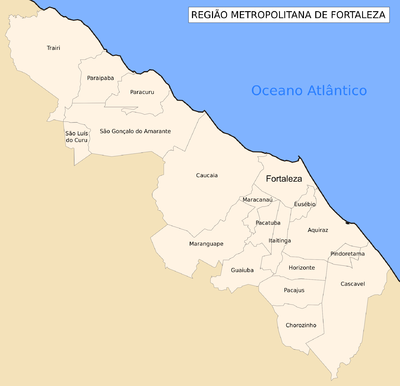 REGIÃO METROPOLITANA DE FORTALEZA
Trairi
Oceano Atlântico
Paraipaba
Paracuru
São Luís
do Curu
São Gonçalo do Amarante
Caucaia
Fortaleza
Maracanaú
Eusébio
Pacatuba
Aquiraz
Maranguape
Itaitinga
Pindoretama
Guaiuba
Horizonte
Cascavel
Pacajus
Chorozinho